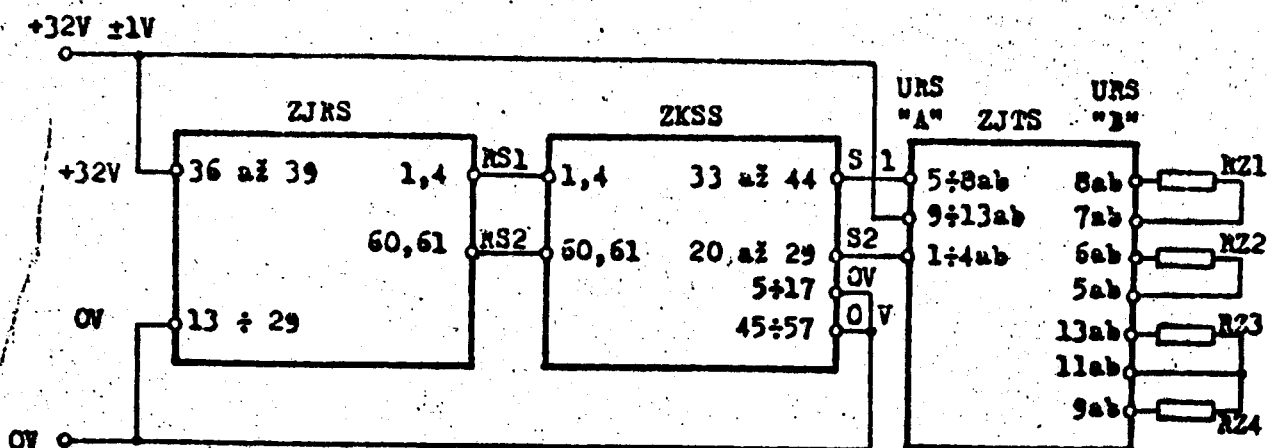 +32V ±1V
ZJRS
ZKSS
URS "A"
ZJTS
URS "B"
+32V
36 až 39
1,4
RS1
1,4
33 až 44
S 1
5÷8ab
8ab
RZ1
9÷13ab
7ab
60,61
RS2
60,61
20 až 29
S2
1÷4ab
6ab
RZ2
5÷17
0V
5ab
0V
13 ÷ 29
45÷57
0 V
13ab
RZ3
11ab
9ab
RZ4
0V